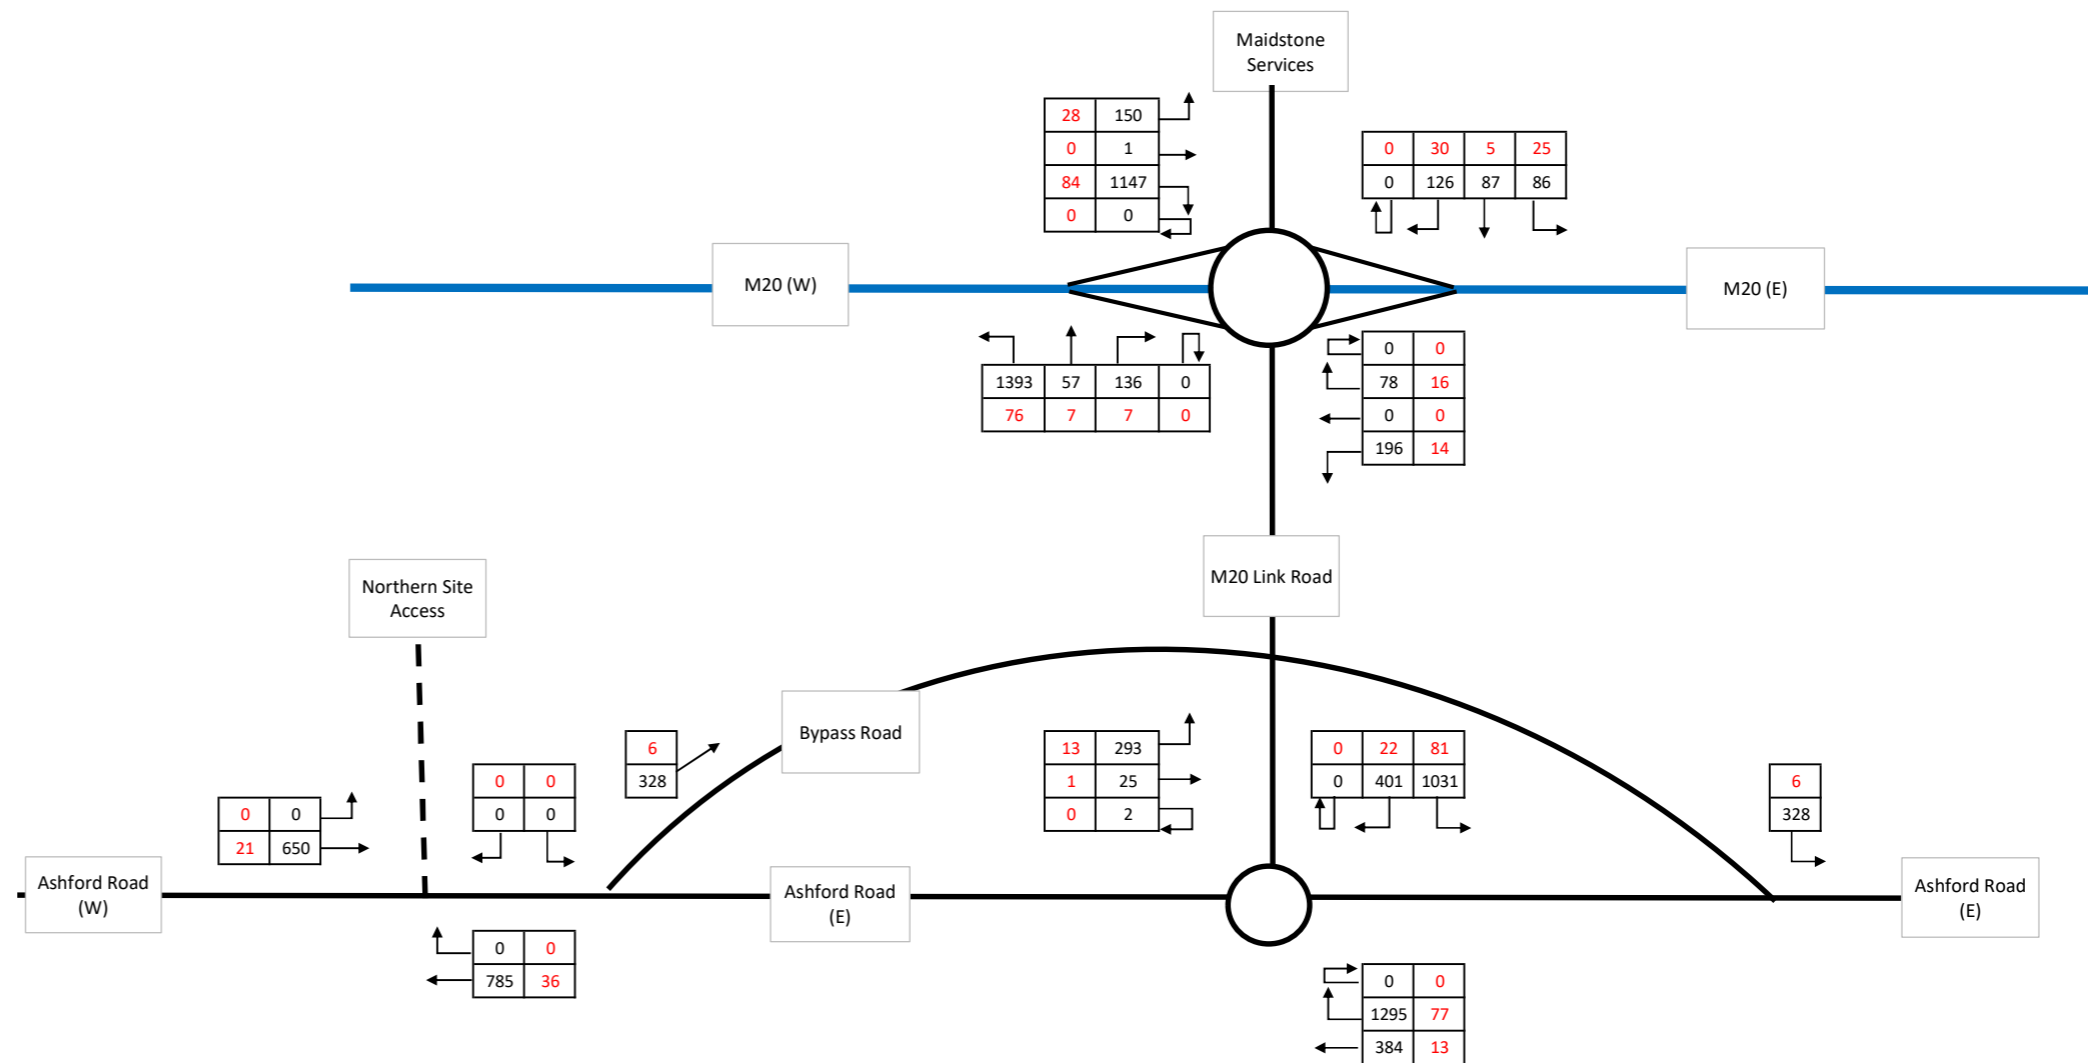 Maidstone
Services
28 150
0 1
84 1147
0 0
0 30 5 25
0 126 87 86
M20 (W)
M20 (E)
1393 57 136 0
76 7 7 0
0 0
78 16
0 0
196 14
M20 Link Road
Northern Site
Access
Bypass Road
6
328
0 0
0 0
0 0
21 650
13 293
1 25
0 2
0 22 81
0 401 1031
6
328
Ashford Road
(W)
Ashford Road
(E)
Ashford Road
(E)
0 0
785 36
0 0
1295 77
384 13